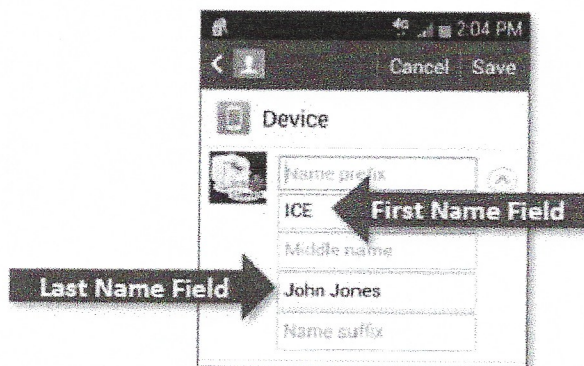 4G 2:04 PM
Cancel Save
Device
Name prefix
ICE
First Name Field
Middle name
Last Name Field
John Jones
Name suffix